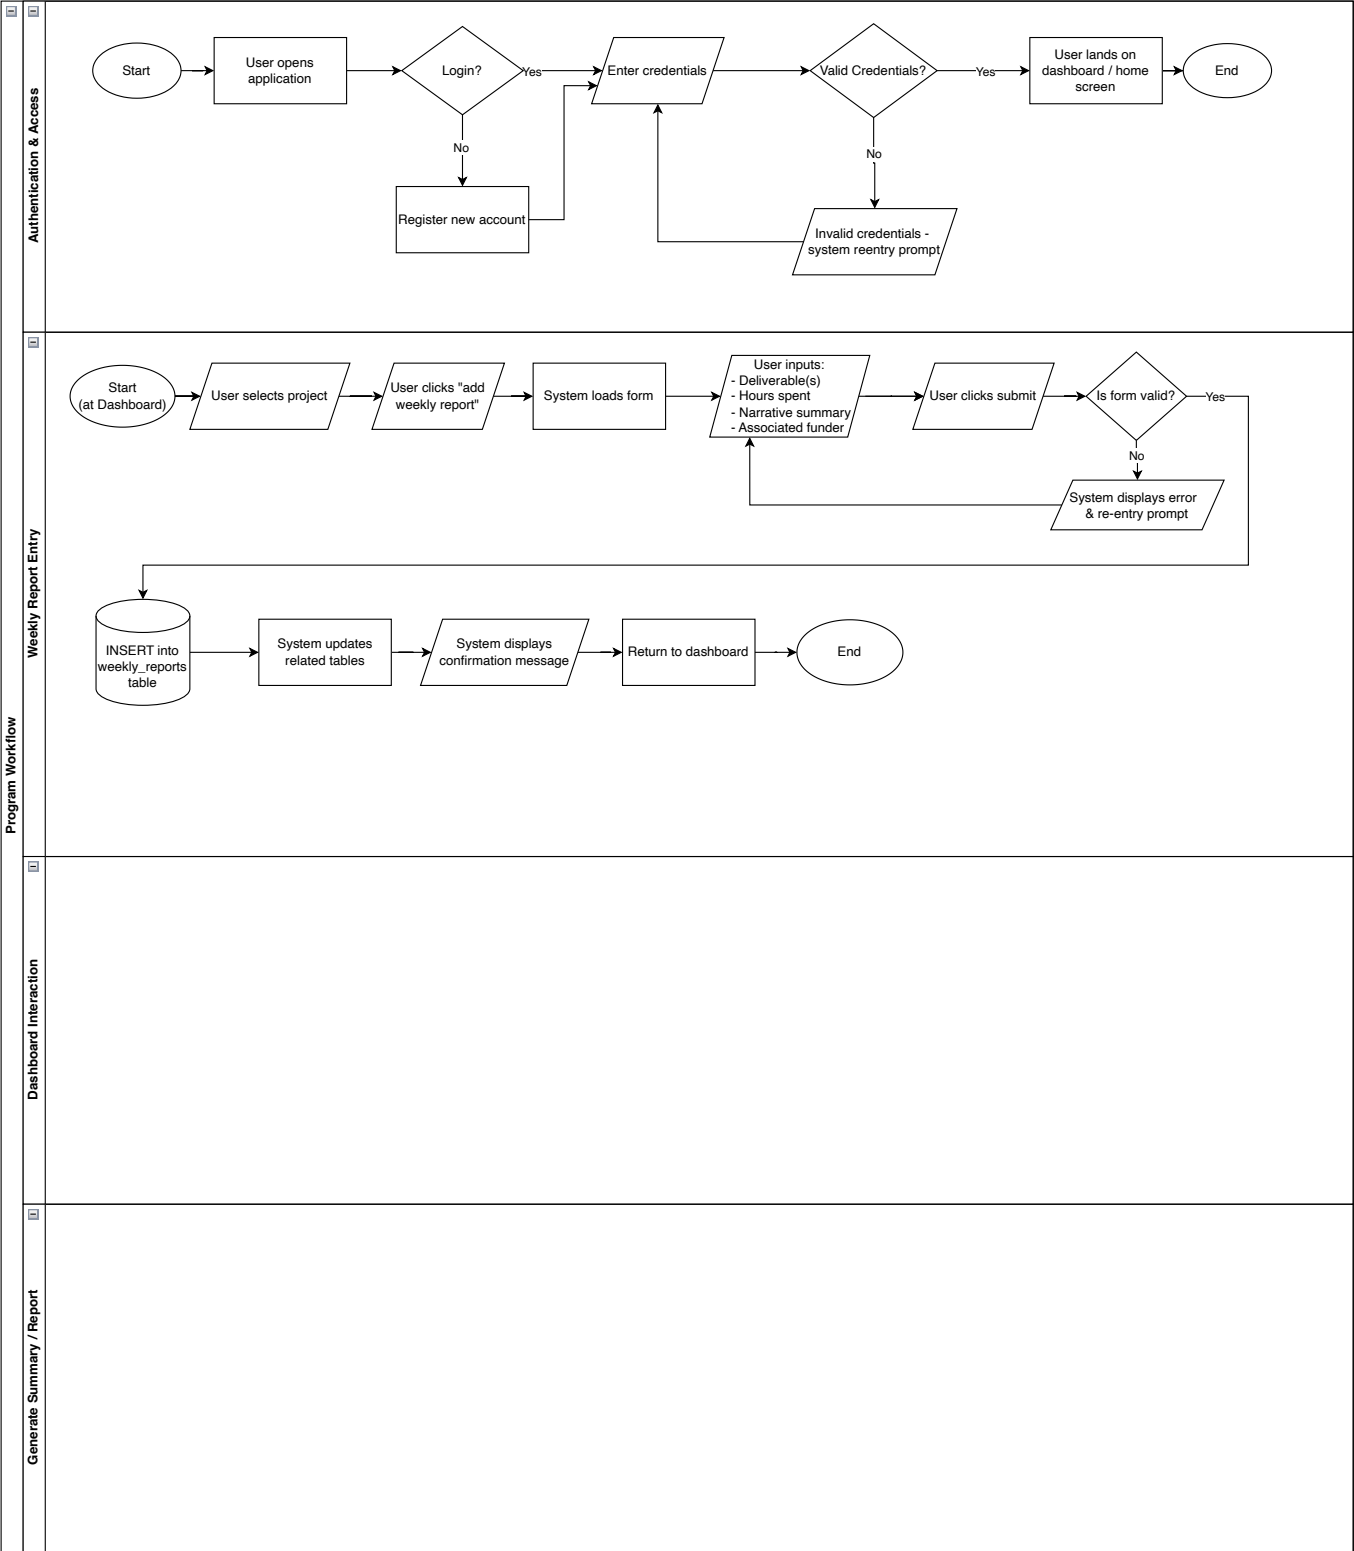 Program Workflow
Authentication & Access
Start
User opens
application
Login?
Yes
No
Register new account
Enter credentials
Valid Credentials?
Yes
No
Invalid credentials -
system reentry prompt
User lands on
dashboard / home
screen
End
Weekly Report Entry
Start
(at Dashboard)
User selects project
User clicks "add
weekly report"
System loads form
User inputs:
- Deliverable(s)
- Hours spent
- Narrative summary
- Associated funder
User clicks submit
Is form valid?
Yes
No
System displays error
& re-entry prompt
INSERT into
weekly_reports
table
System updates
related tables
System displays
confirmation message
Return to dashboard
End
Dashboard Interaction
Generate Summary / Report